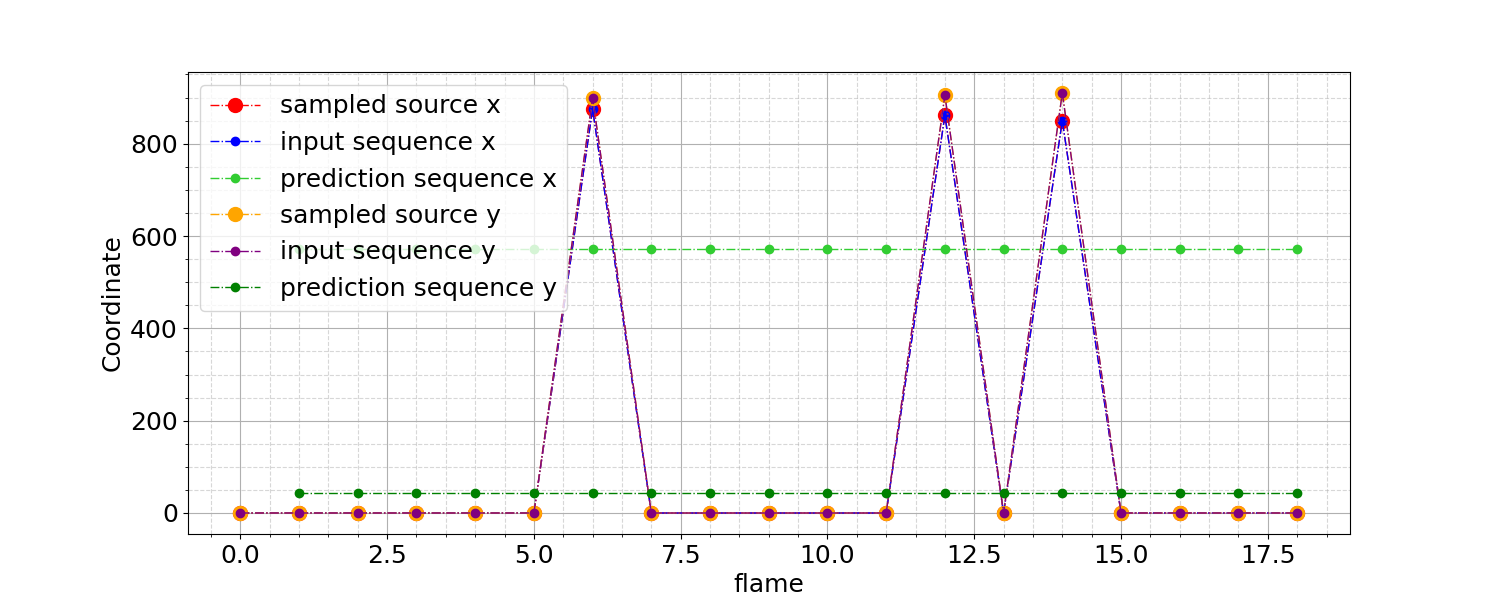 sampled source x
input sequence x
prediction sequence x
sampled source y
input sequence y
prediction sequence y
Coordinate
800
600
400
200
0
0.0 2.5 5.0 7.5 10.0 12.5 15.0 17.5
flame